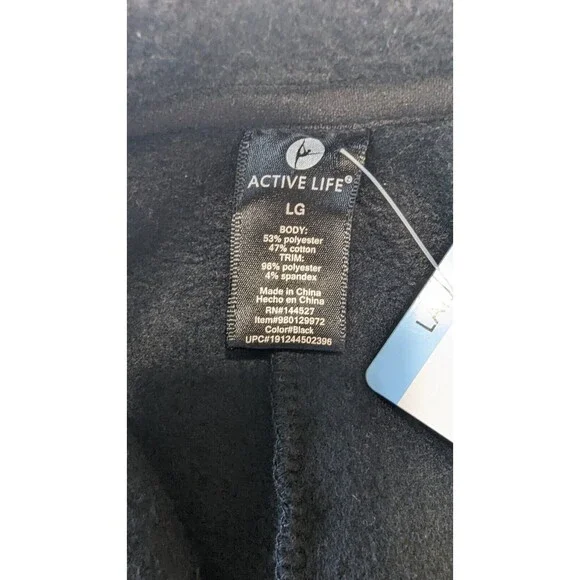 ACTIVE LIFE®
LG
BODY:
53% polyester
47% cotton
TRIM:
96% polyester
4% spandex
Made in China
Hecho en China
RN#144527
Item#980129972
Color#Black
UPC#191244502396